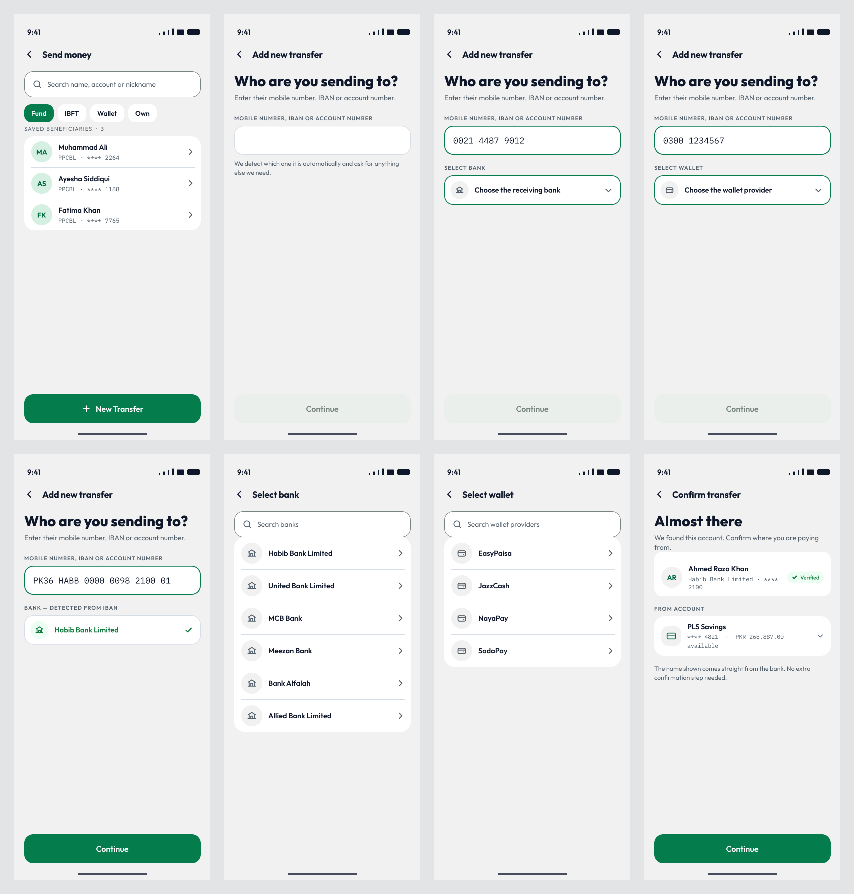 9:41
Send money
Search name, account or nickname
Fund
IBFT
Wallet
Own
SAVED BENEFICIARIES · 3
MA
Muhammad Ali
PPCBL · **** 2264
AS
Ayesha Siddiqui
PPCBL · **** 1188
FK
Fatima Khan
PPCBL · **** 7765
+ New Transfer
9:41
Add new transfer
Who are you sending to?
Enter their mobile number, IBAN or account number.
MOBILE NUMBER, IBAN OR ACCOUNT NUMBER
We detect which one it is automatically and ask for anything
else we need.
Continue
9:41
Add new transfer
Who are you sending to?
Enter their mobile number, IBAN or account number.
MOBILE NUMBER, IBAN OR ACCOUNT NUMBER
0021 4487 9012
SELECT BANK
Choose the receiving bank
Continue
9:41
Add new transfer
Who are you sending to?
Enter their mobile number, IBAN or account number.
MOBILE NUMBER, IBAN OR ACCOUNT NUMBER
0300 1234567
SELECT WALLET
Choose the wallet provider
Continue
9:41
Add new transfer
Who are you sending to?
Enter their mobile number, IBAN or account number.
MOBILE NUMBER, IBAN OR ACCOUNT NUMBER
PK36 HABB 0000 0098 2100 01
BANK — DETECTED FROM IBAN
Habib Bank Limited
Continue
9:41
Select bank
Search banks
Habib Bank Limited
United Bank Limited
MCB Bank
Meezan Bank
Bank Alfalah
Allied Bank Limited
9:41
Select wallet
Search wallet providers
EasyPaisa
JazzCash
NayaPay
SadaPay
9:41
Confirm transfer
Almost there
We found this account. Confirm where you are paying
from.
AR
Ahmed Raza Khan
Habib Bank Limited · ****
2100
Verified
FROM ACCOUNT
PLS Savings
**** 4821 PKR 268,887.05
available
The name shown comes straight from the bank. No extra
confirmation step needed.
Continue